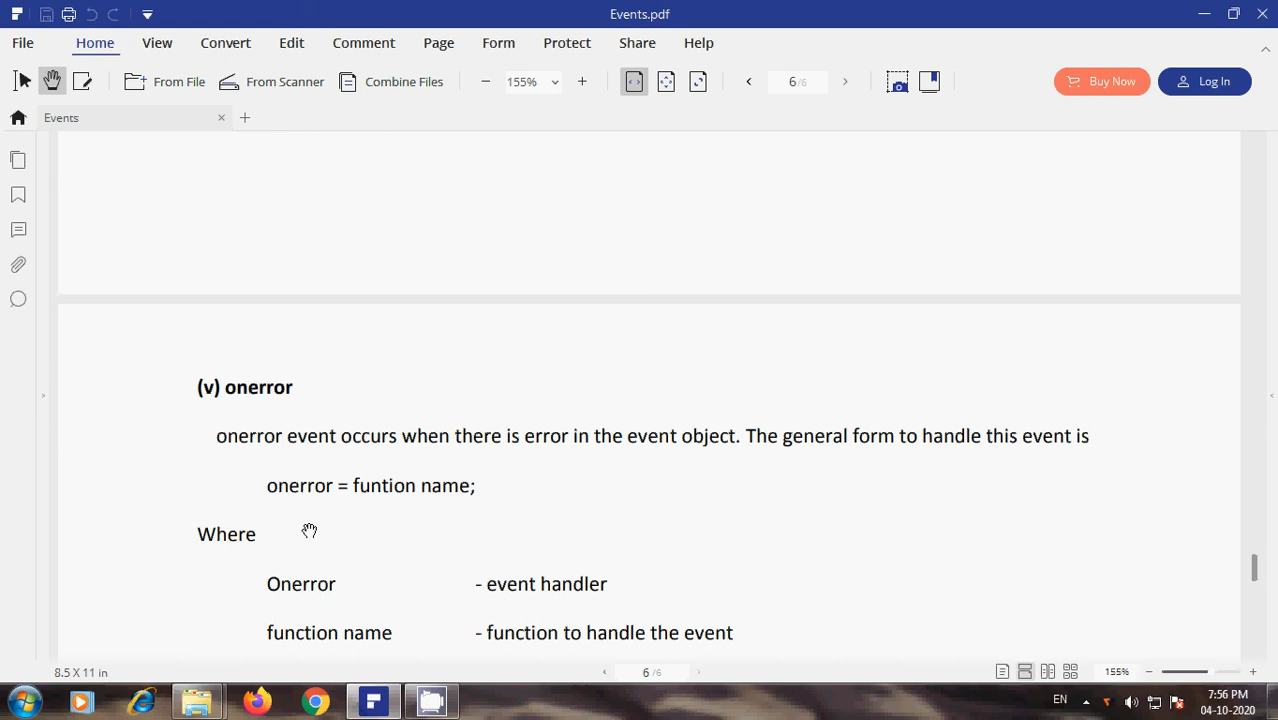 Events.pdf
File Home View Convert Edit Comment Page Form Protect Share Help
From File From Scanner Combine Files 155% 6/6 Buy Now Log In
Events
(v) onerror
onerror event occurs when there is error in the event object. The general form to handle this event is
onerror = funtion name;
Where
Onerror - event handler
function name - function to handle the event
8.5 X 11 in 6 /6 155%
EN 7:56 PM
04-10-2020